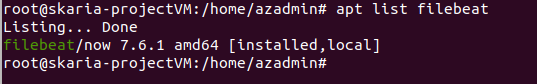 root@skaria-projectVM:/home/azadmin# apt list filebeat
Listing... Done
filebeat/now 7.6.1 amd64 [installed,local]
root@skaria-projectVM:/home/azadmin#